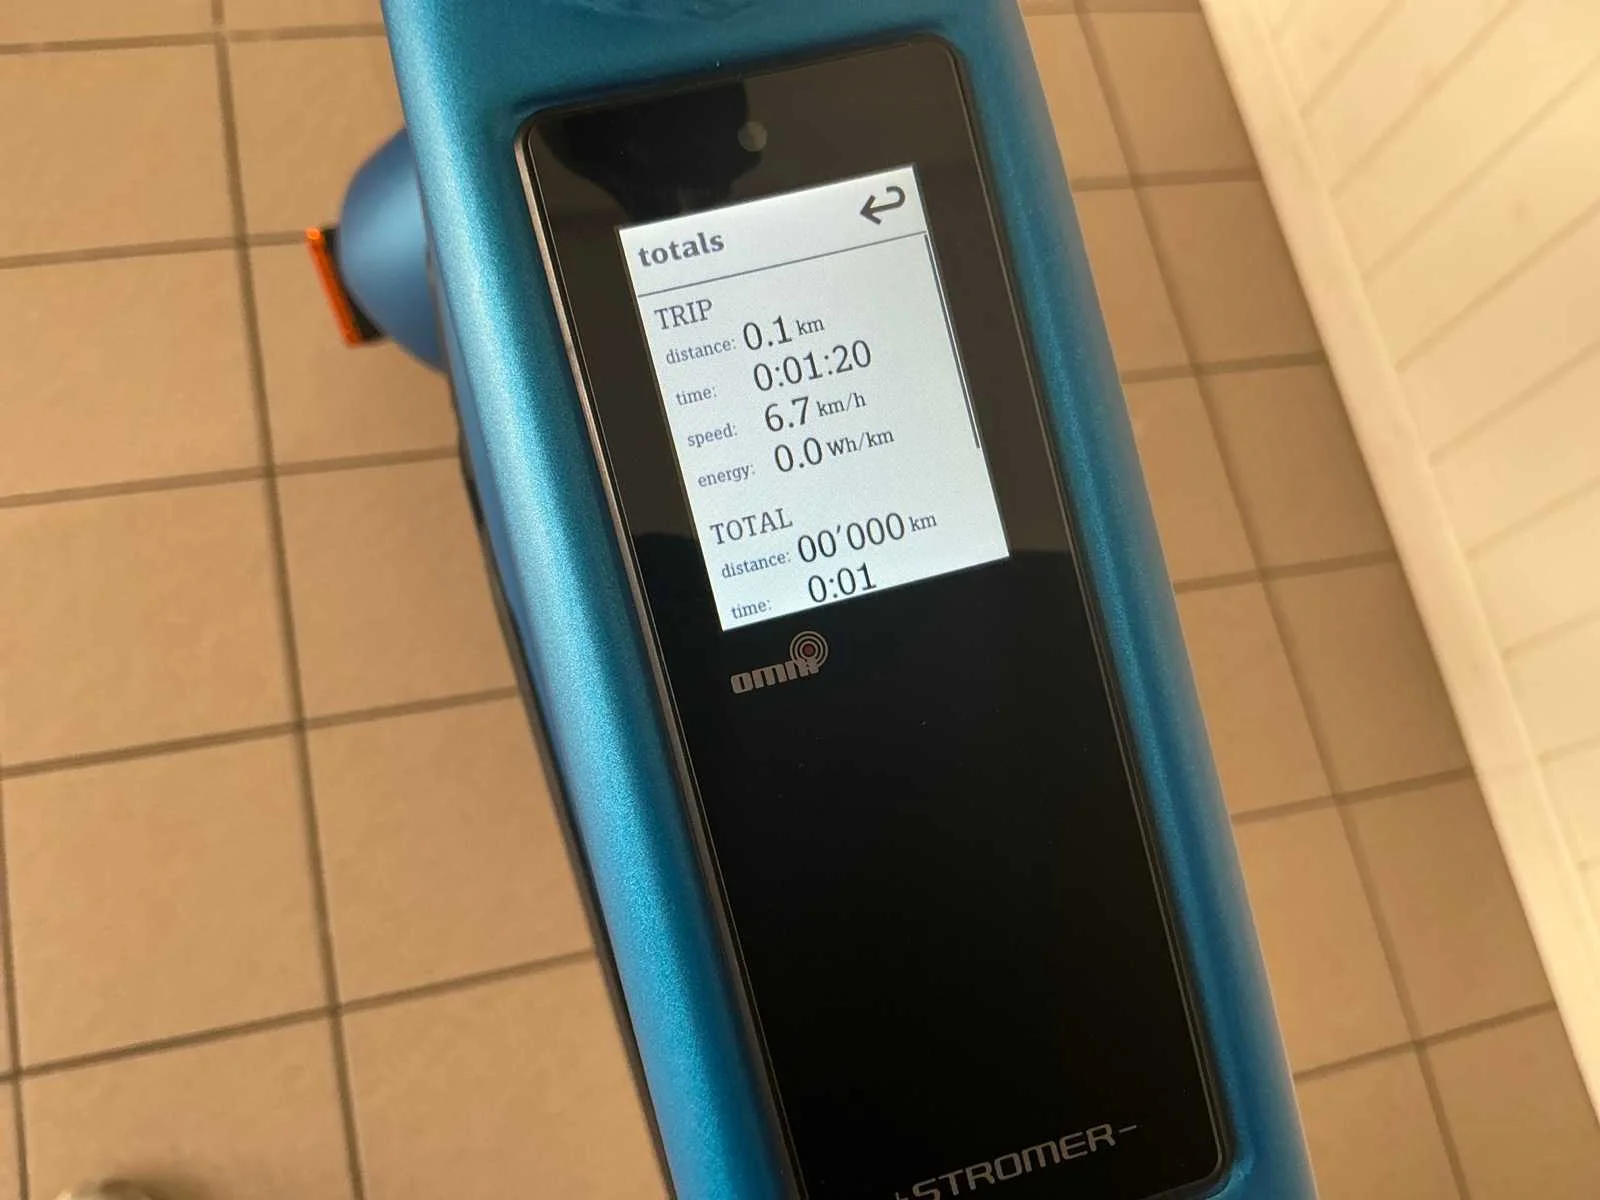 totals
TRIP
distance: 0.1 km
time: 0:01:20
speed: 6.7 km/h
energy: 0.0 Wh/km
TOTAL
distance: 00'000 km
time: 0:01
omni
+STROMER-